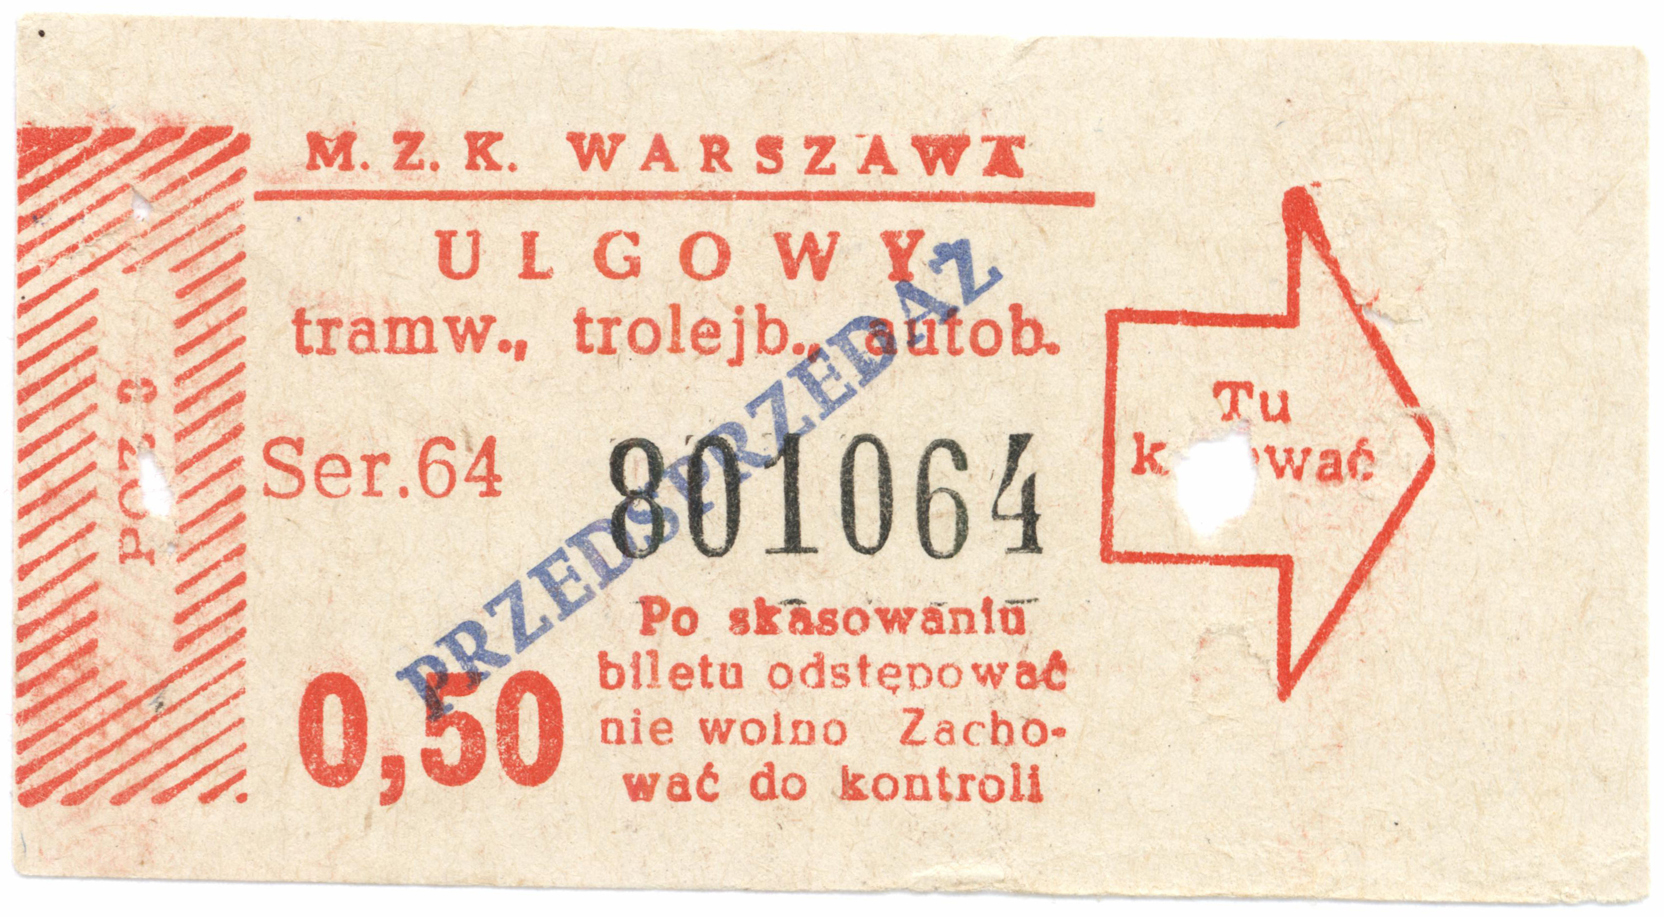 M. Z. K. WARSZAWA
ULGOWY
tramw., trolejb., autob.
Ser.64
801064
PRZEDSPRZEDAŻ
0,50
Po skasowaniu
biletu odstępować
nie wolno Zacho-
wać do kontroli
Tu